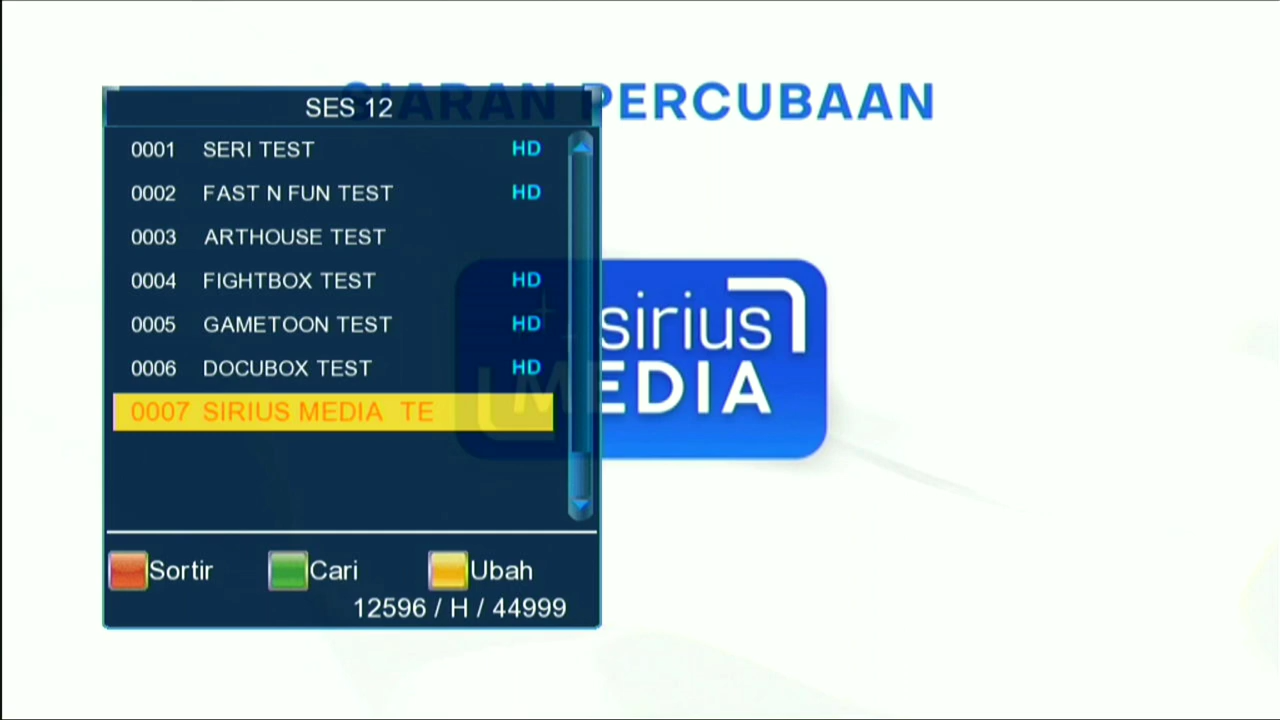 SIARAN PERCUBAAN
SES 12
0001 SERI TEST HD
0002 FAST N FUN TEST HD
0003 ARTHOUSE TEST
0004 FIGHTBOX TEST HD
0005 GAMETOON TEST HD
0006 DOCUBOX TEST HD
0007 SIRIUS MEDIA TE
sirius
MEDIA
Sortir Cari Ubah
12596 / H / 44999